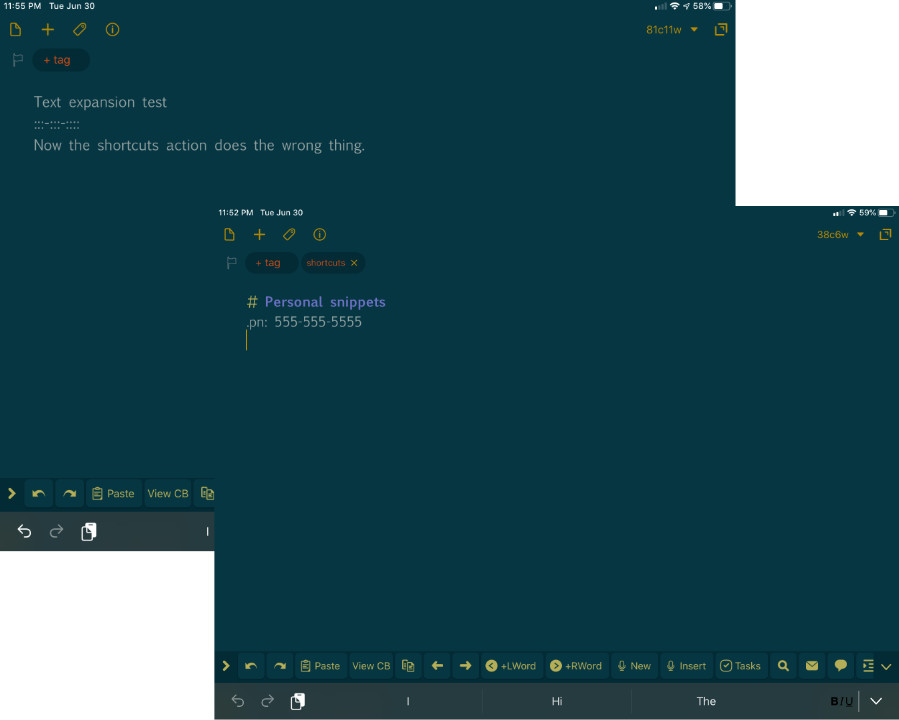 11:55 PM Tue Jun 30
58%
81c11w
+ tag
Text expansion test
:::-:::-::::
Now the shortcuts action does the wrong thing.
Paste View CB
I
11:52 PM Tue Jun 30
59%
38c6w
+ tag shortcuts ×
# Personal snippets
.pn: 555-555-5555
Paste View CB +LWord +RWord New Insert Tasks
I Hi The B/U